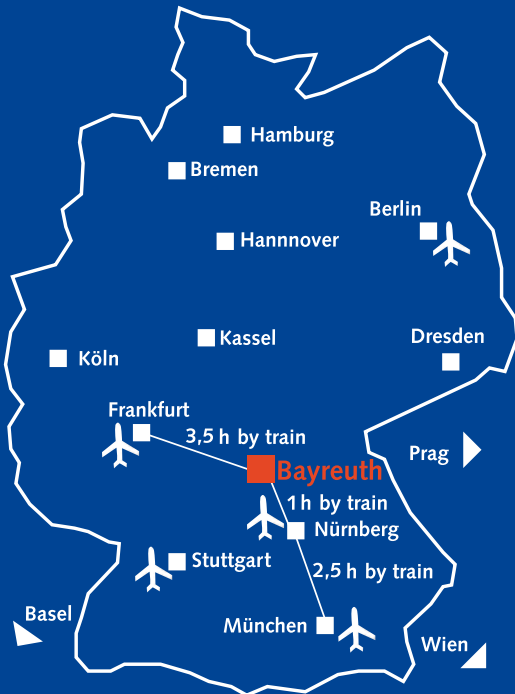 Hamburg
Bremen
Berlin
Hannnover
Kassel
Dresden
Köln
Frankfurt
3,5 h by train
Prag
Bayreuth
1 h by train
Nürnberg
Stuttgart
2,5 h by train
Basel
München
Wien